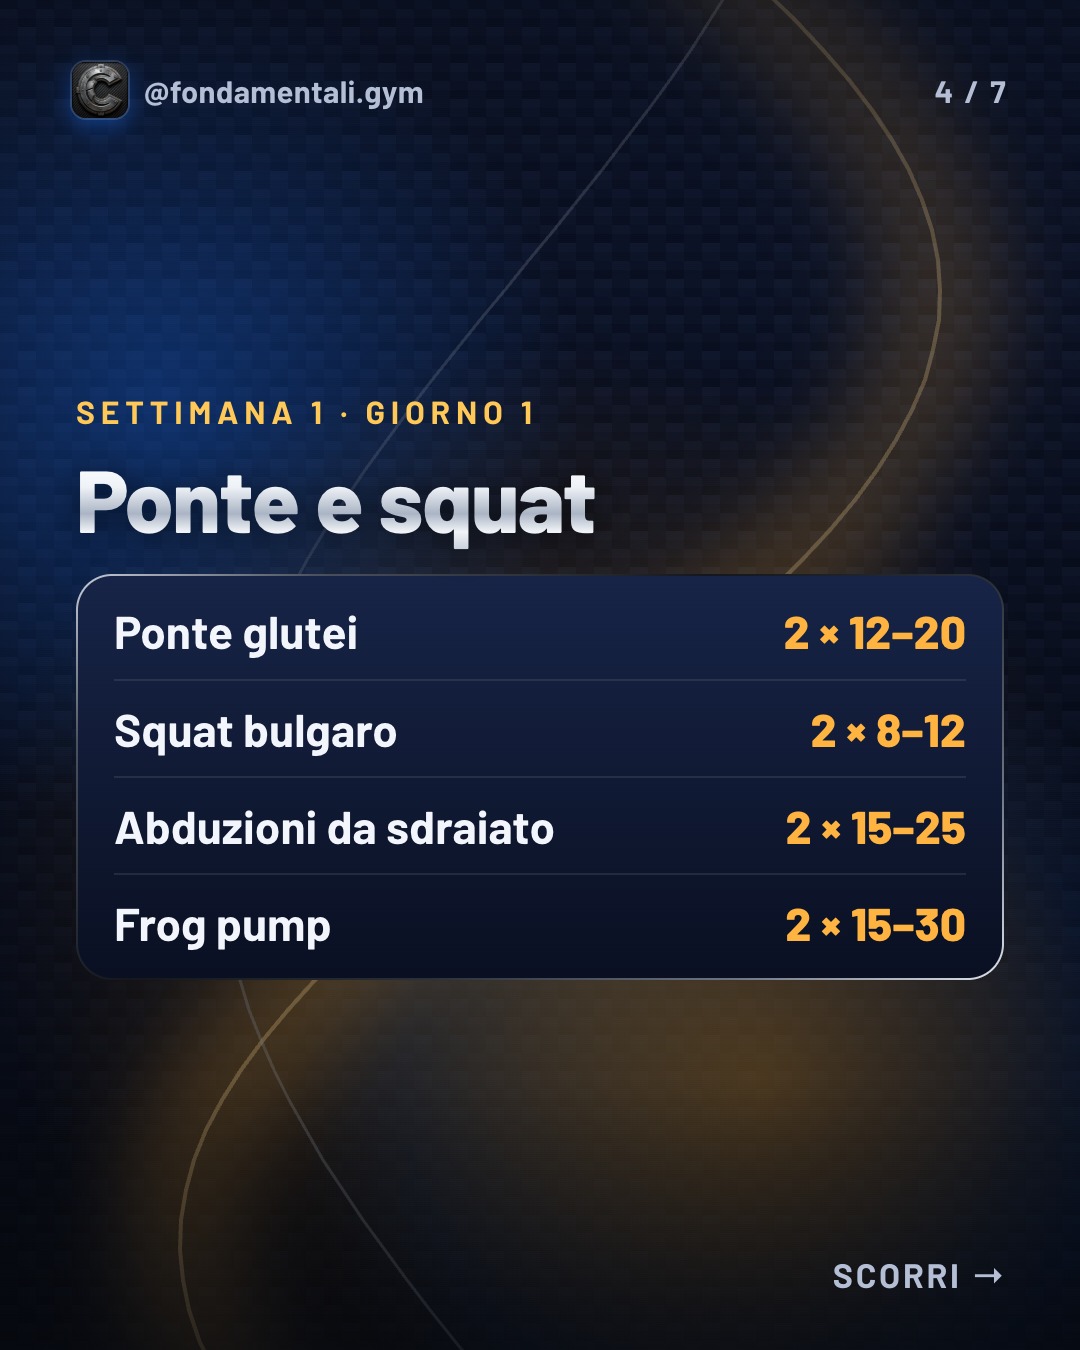 @fondamentali.gym
4 / 7
SETTIMANA 1 · GIORNO 1
Ponte e squat
Ponte glutei 2 × 12–20
Squat bulgaro 2 × 8–12
Abduzioni da sdraiato 2 × 15–25
Frog pump 2 × 15–30
SCORRI →